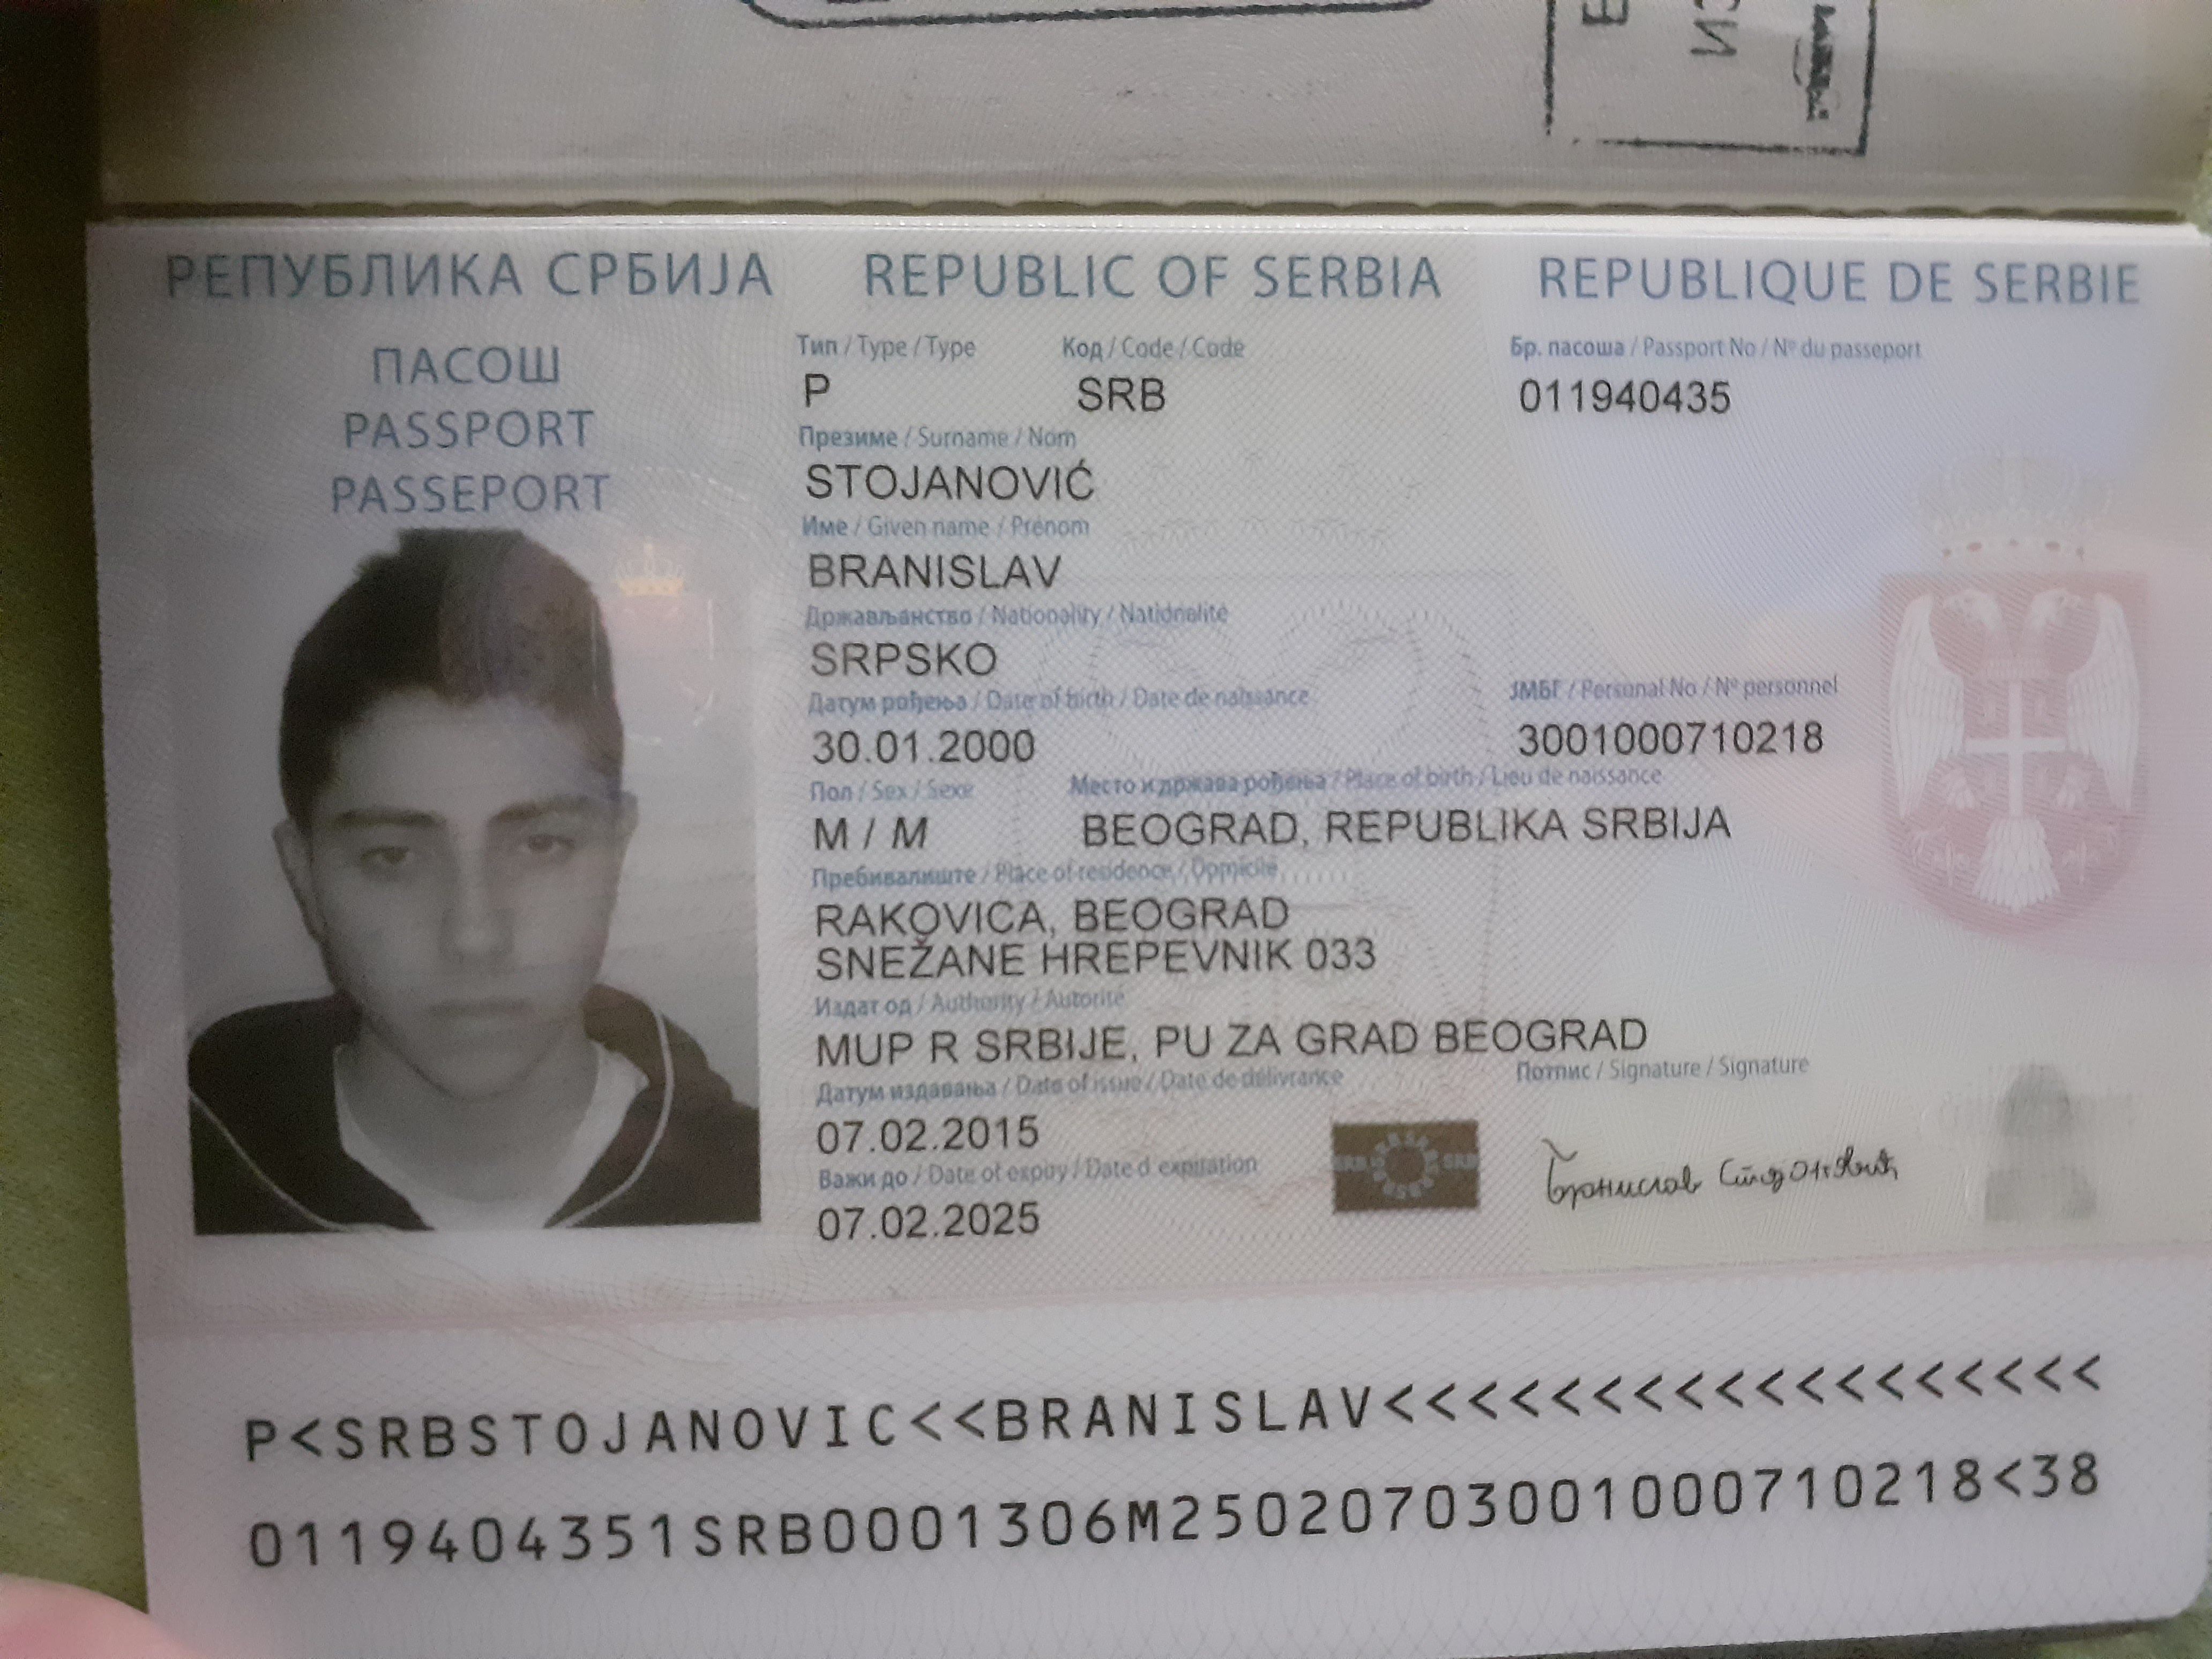 РЕПУБЛИКА СРБИЈА REPUBLIC OF SERBIA REPUBLIQUE DE SERBIE
ПАСОШ
PASSPORT
PASSEPORT
Тип / Type / Type Код / Code / Code Бр. пасоша / Passport No / Nº du passeport
P SRB 011940435
Презиме / Surname / Nom
STOJANOVIĆ
Име / Given name / Prénom
BRANISLAV
Држављанство / Nationality / Nationalité
SRPSKO
Датум рођења / Date of birth / Date de naissance ЈМБГ / Personal No / Nº personnel
30.01.2000 3001000710218
Пол / Sex / Sexe Место и држава рођења / Place of birth / Lieu de naissance
M / M BEOGRAD, REPUBLIKA SRBIJA
Пребивалиште / Place of residence / Domicile
RAKOVICA, BEOGRAD
SNEŽANE HREPEVNIK 033
Издат од / Authority / Autorité
MUP R SRBIJE, PU ZA GRAD BEOGRAD
Датум издавања / Date of issue / Date de délivrance Потпис / Signature / Signature
07.02.2015
Важи до / Date of expiry / Date d expiration
07.02.2025
Бранислав Стојановић
P<SRBSTOJANOVIC<<BRANISLAV<<<<<<<<<<<<<<<<<<
0119404351SRB0001306M25020703001000710218<38